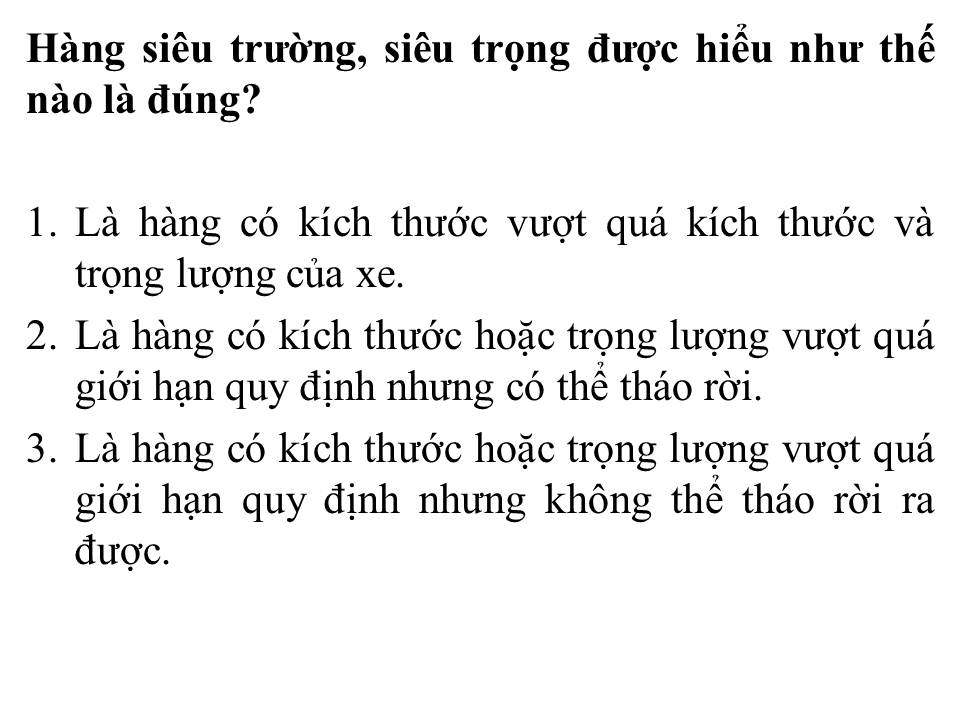 Hàng siêu trường, siêu trọng được hiểu như thế
nào là đúng?
1. Là hàng có kích thước vượt quá kích thước và
trọng lượng của xe.
2. Là hàng có kích thước hoặc trọng lượng vượt quá
giới hạn quy định nhưng có thể tháo rời.
3. Là hàng có kích thước hoặc trọng lượng vượt quá
giới hạn quy định nhưng không thể tháo rời ra
được.